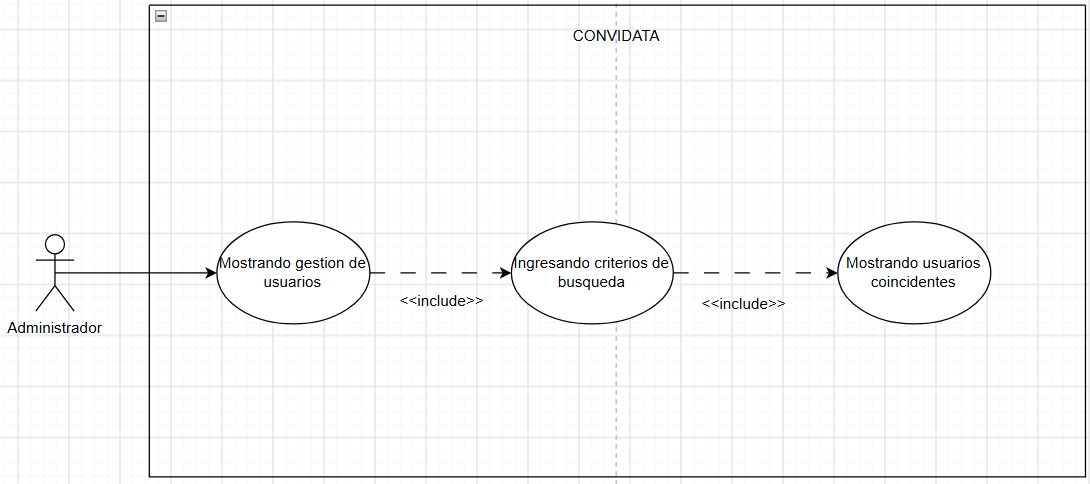 CONVIDATA
Mostrando gestion de
usuarios
Ingresando criterios de
busqueda
Mostrando usuarios
coincidentes
<<include>>
<<include>>
Administrador